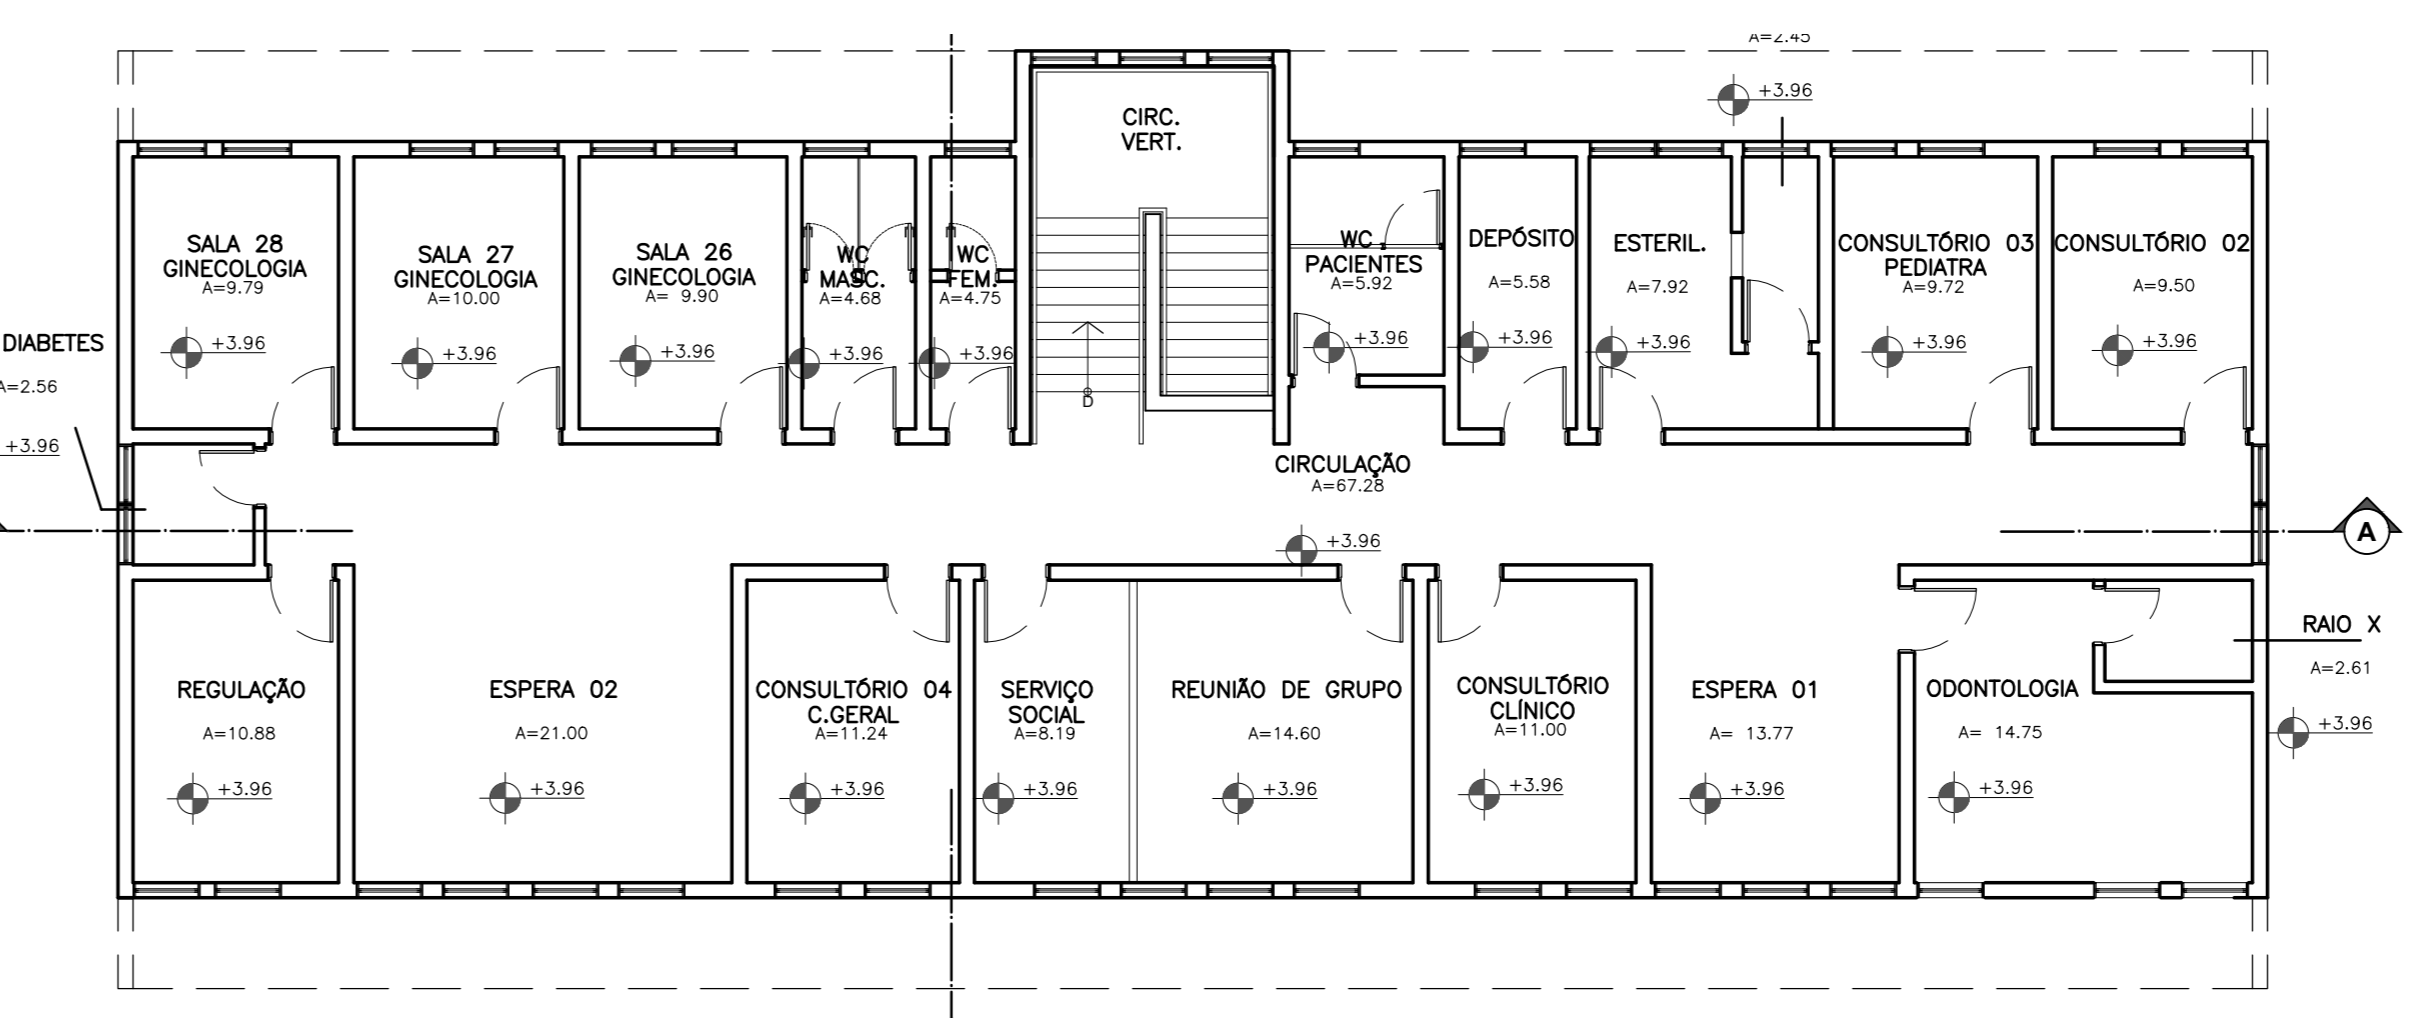 A=2.45
+3.96
CIRC.
VERT.
SALA 28
GINECOLOGIA
A=9.79
+3.96
SALA 27
GINECOLOGIA
A=10.00
+3.96
SALA 26
GINECOLOGIA
A= 9.90
+3.96
WC
MASC.
A=4.68
+3.96
WC
FEM.
A=4.75
+3.96
WC
PACIENTES
A=5.92
+3.96
DEPÓSITO
A=5.58
+3.96
ESTERIL.
A=7.92
+3.96
CONSULTÓRIO 03
PEDIATRA
A=9.72
+3.96
CONSULTÓRIO 02
A=9.50
+3.96
DIABETES
A=2.56
+3.96
CIRCULAÇÃO
A=67.28
+3.96
A
REGULAÇÃO
A=10.88
+3.96
ESPERA 02
A=21.00
+3.96
CONSULTÓRIO 04
C.GERAL
A=11.24
+3.96
SERVIÇO
SOCIAL
A=8.19
+3.96
REUNIÃO DE GRUPO
A=14.60
+3.96
CONSULTÓRIO
CLÍNICO
A=11.00
+3.96
ESPERA 01
A= 13.77
+3.96
ODONTOLOGIA
A= 14.75
+3.96
RAIO X
A=2.61
+3.96